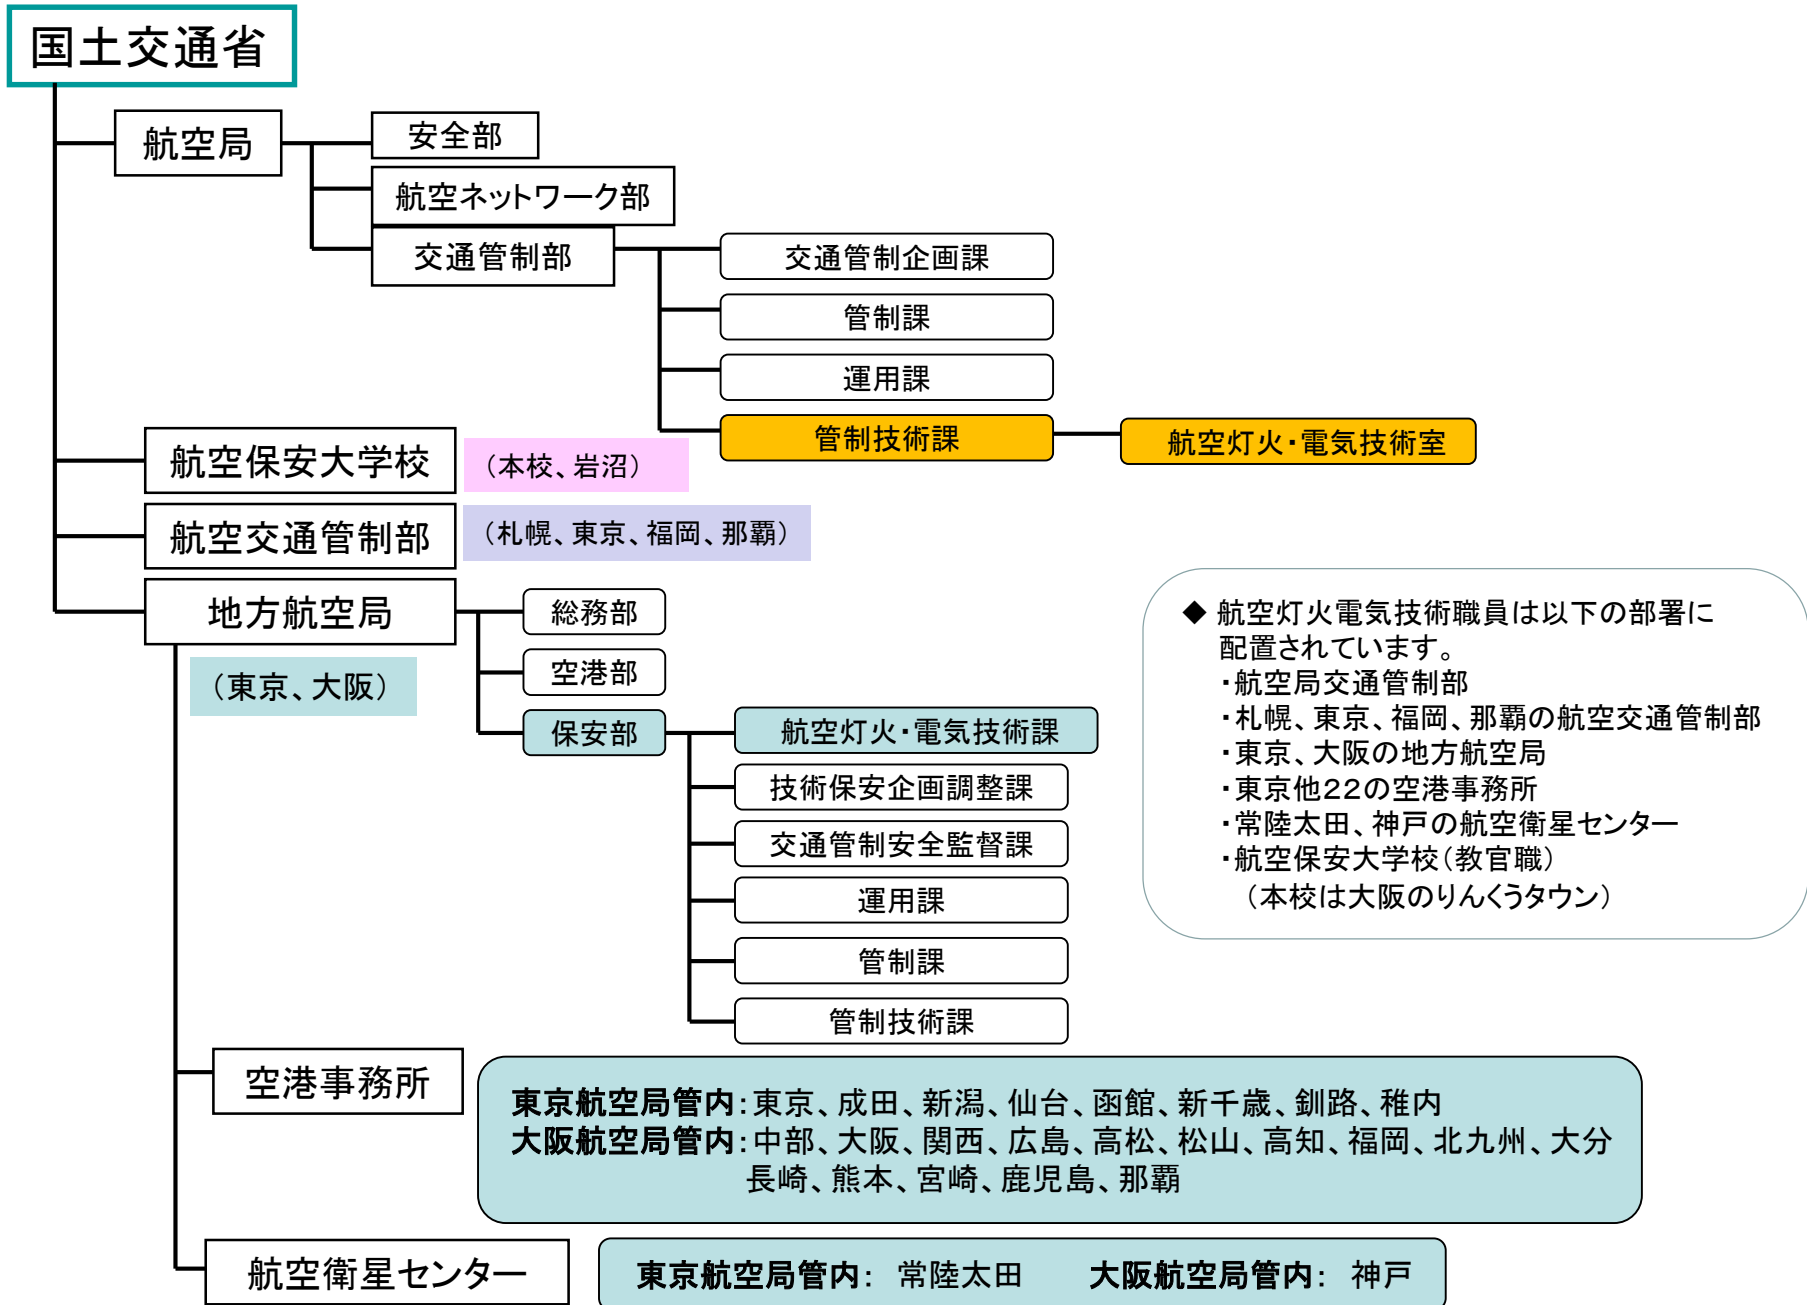 国土交通省
航空局
安全部
航空ネットワーク部
交通管制部
交通管制企画課
管制課
運用課
管制技術課
航空灯火・電気技術室
航空保安大学校
（本校、岩沼）
航空交通管制部
（札幌、東京、福岡、那覇）
地方航空局
（東京、大阪）
総務部
空港部
保安部
航空灯火・電気技術課
技術保安企画調整課
交通管制安全監督課
運用課
管制課
管制技術課
◆ 航空灯火電気技術職員は以下の部署に
配置されています。
・航空局交通管制部
・札幌、東京、福岡、那覇の航空交通管制部
・東京、大阪の地方航空局
・東京他２２の空港事務所
・常陸太田、神戸の航空衛星センター
・航空保安大学校（教官職）
（本校は大阪のりんくうタウン）
空港事務所
東京航空局管内：東京、成田、新潟、仙台、函館、新千歳、釧路、稚内
大阪航空局管内：中部、大阪、関西、広島、高松、松山、高知、福岡、北九州、大分
長崎、熊本、宮崎、鹿児島、那覇
航空衛星センター
東京航空局管内： 常陸太田　　大阪航空局管内： 神戸